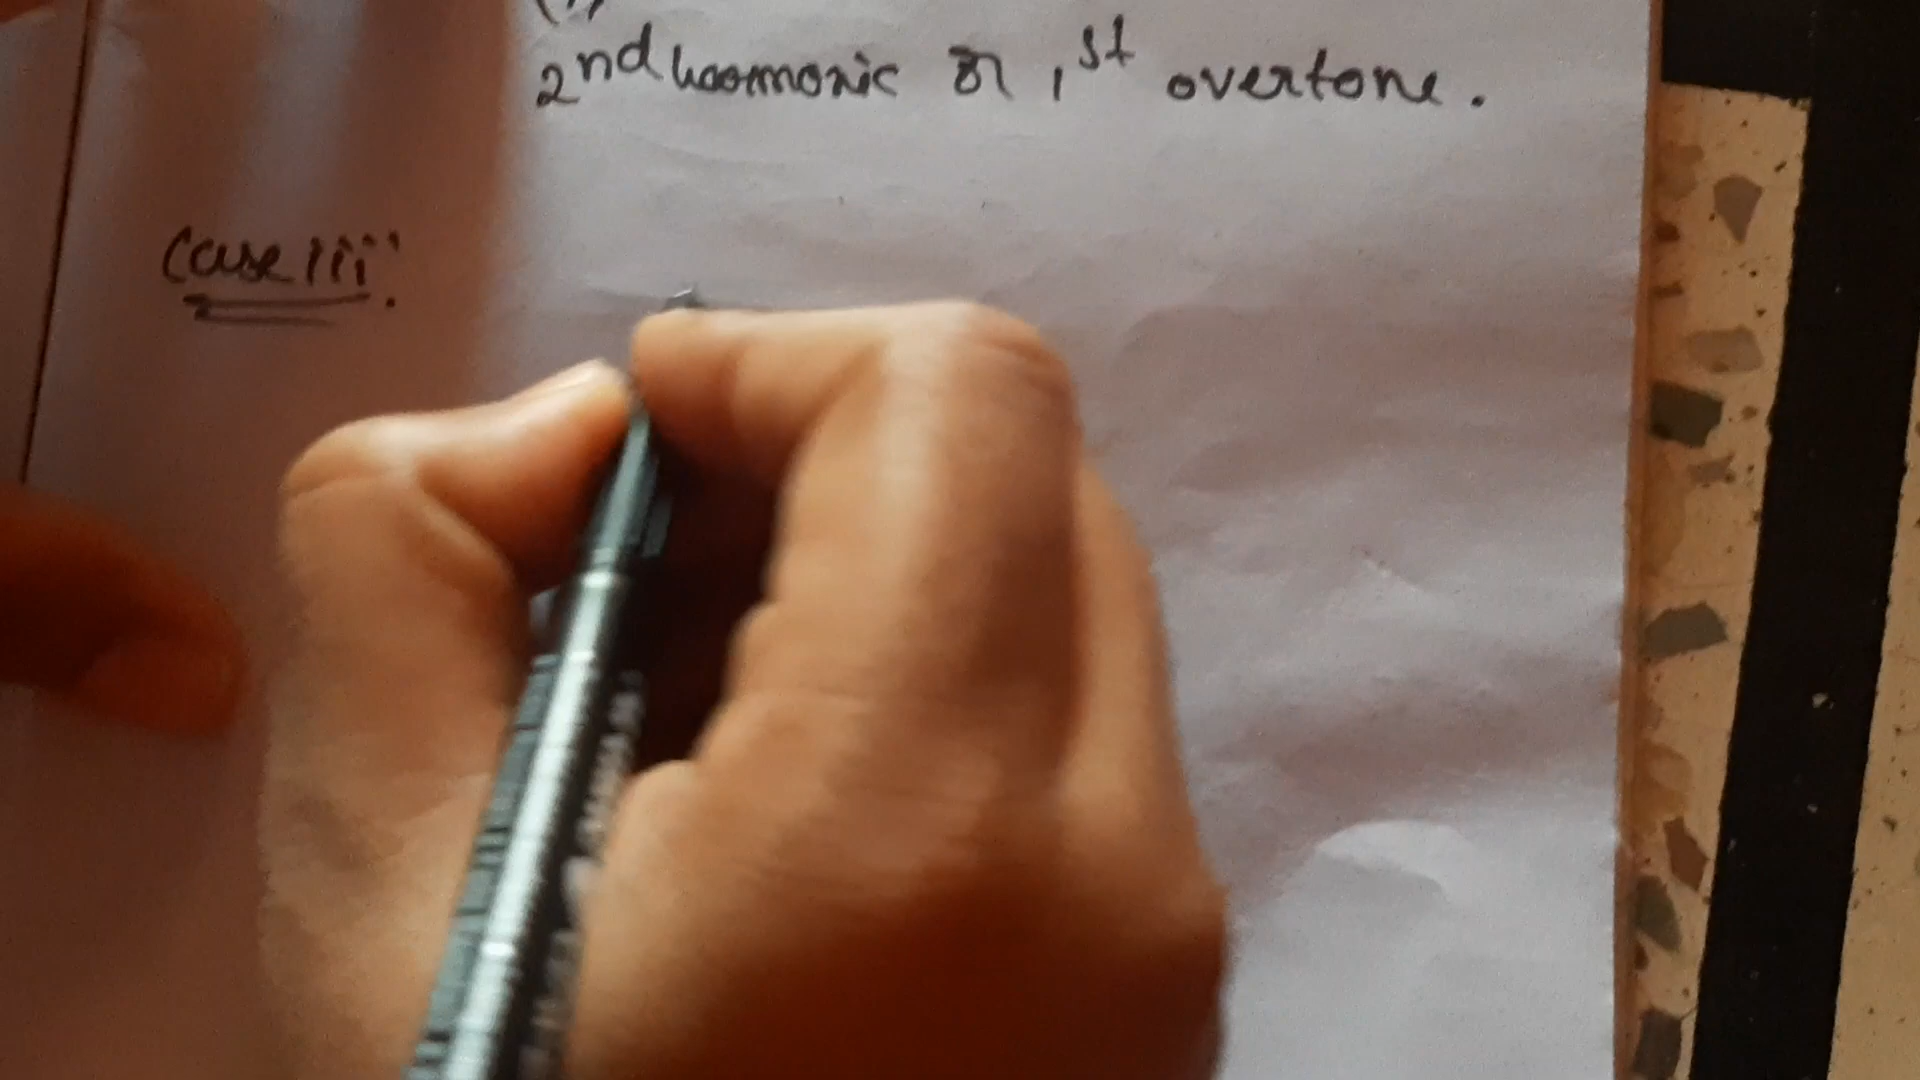 2nd harmonic or 1st overtone.
Case iii